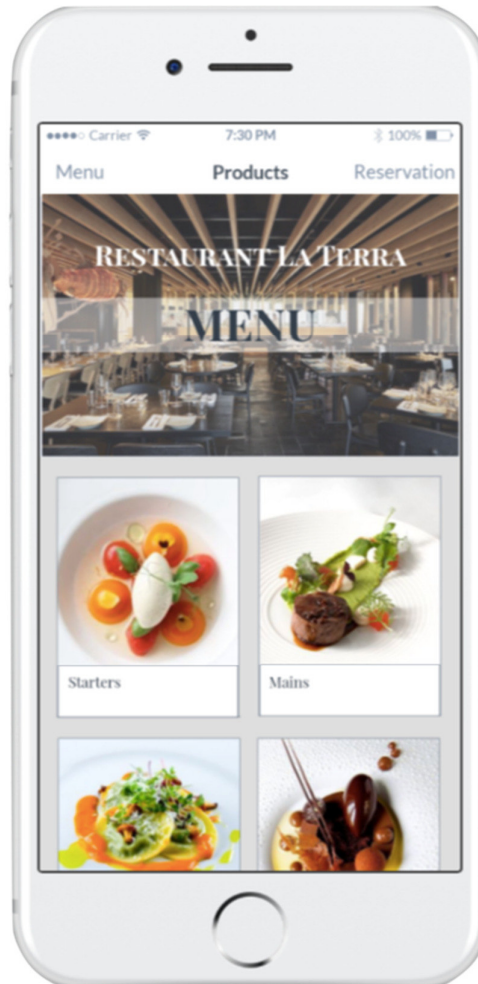 Carrier 7:30 PM 100%
Menu Products Reservation
RESTAURANT LA TERRA
MENU
Starters Mains